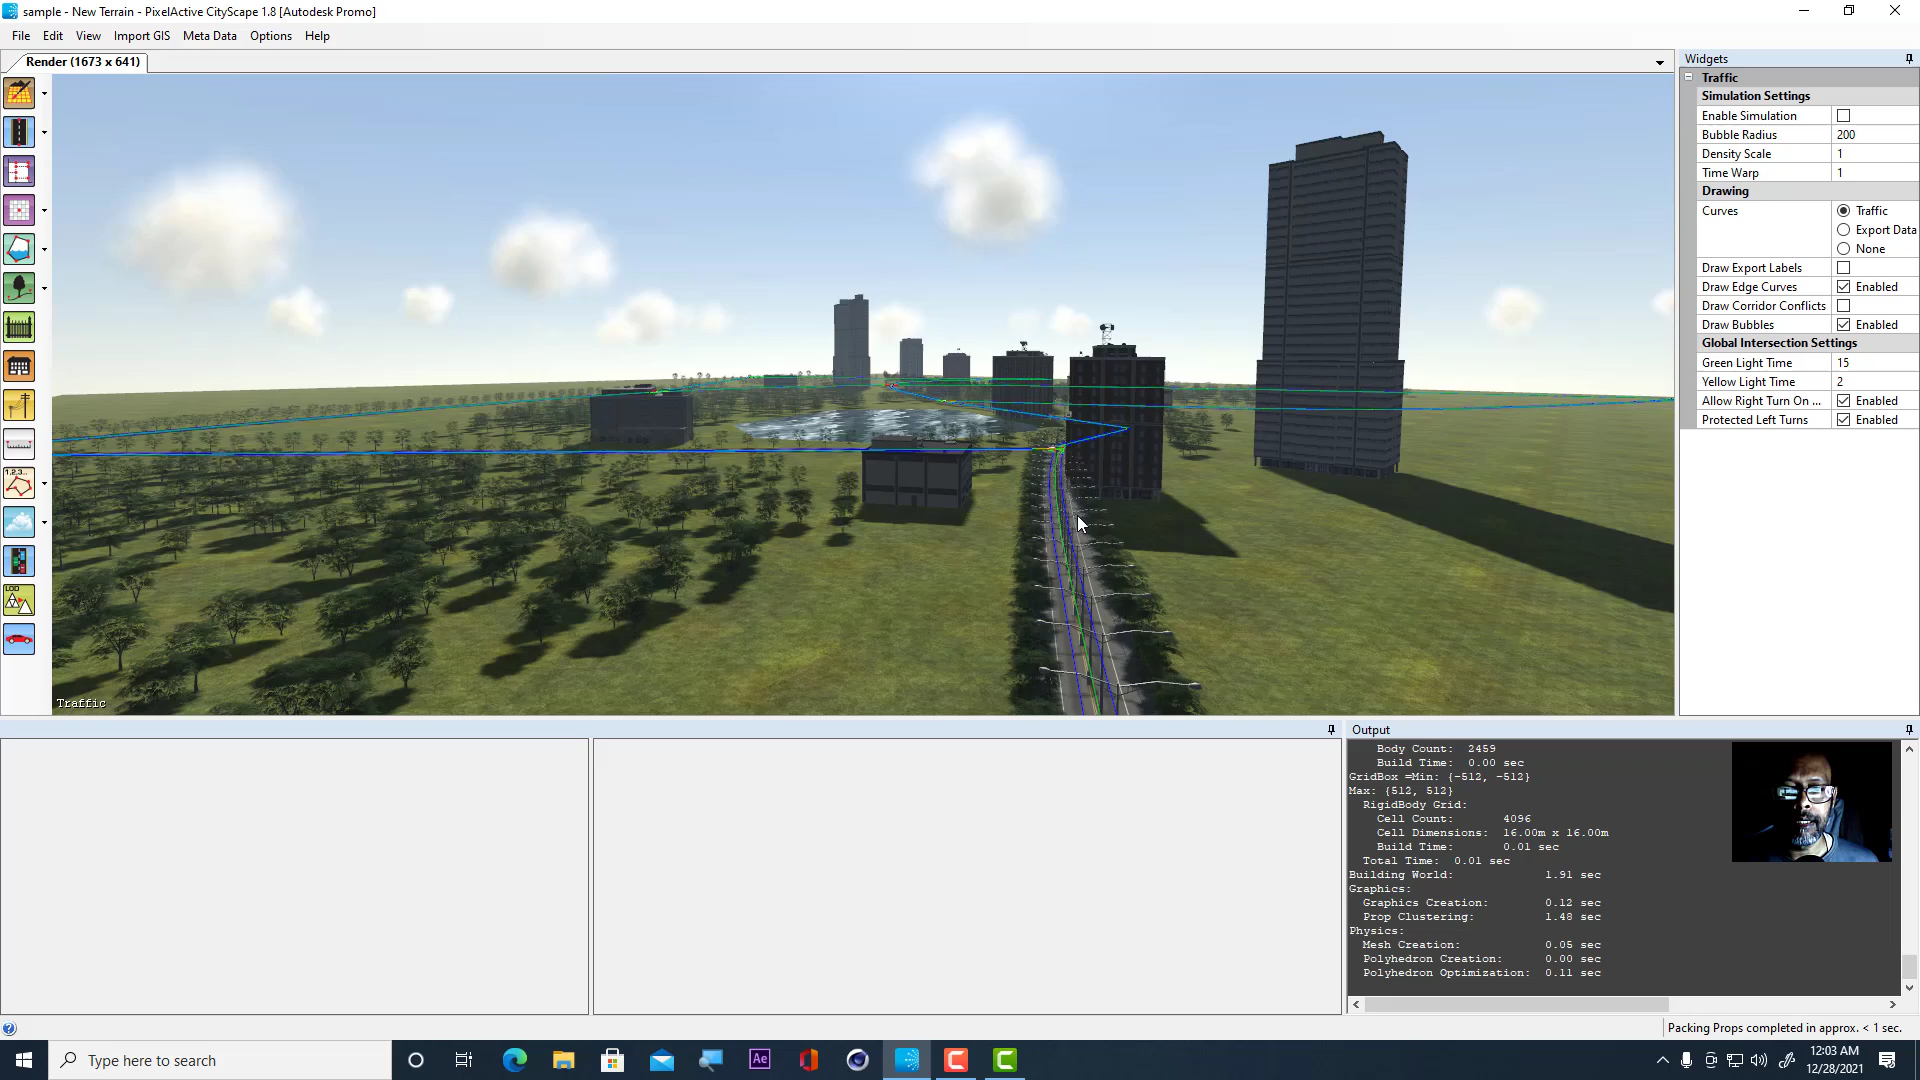 sample - New Terrain - PixelActive CityScape 1.8 [Autodesk Promo]
File Edit View Import GIS Meta Data Options Help
Render (1673 x 641)
Widgets
Traffic
Simulation Settings
Enable Simulation
Bubble Radius 200
Density Scale 1
Time Warp 1
Drawing
Curves Traffic
Export Data
None
Draw Export Labels
Draw Edge Curves Enabled
Draw Corridor Conflicts
Draw Bubbles Enabled
Global Intersection Settings
Green Light Time 15
Yellow Light Time 2
Allow Right Turn On ... Enabled
Protected Left Turns Enabled
1,2,3...
LOD
Traffic
Output
Body Count: 2459
Build Time: 0.00 sec
GridBox =Min: {-512, -512}
Max: {512, 512}
RigidBody Grid:
Cell Count: 4096
Cell Dimensions: 16.00m x 16.00m
Build Time: 0.01 sec
Total Time: 0.01 sec
Building World: 1.91 sec
Graphics:
Graphics Creation: 0.12 sec
Prop Clustering: 1.48 sec
Physics:
Mesh Creation: 0.05 sec
Polyhedron Creation: 0.00 sec
Polyhedron Optimization: 0.11 sec
Packing Props completed in approx. < 1 sec.
Type here to search
Ae
12:03 AM
12/28/2021